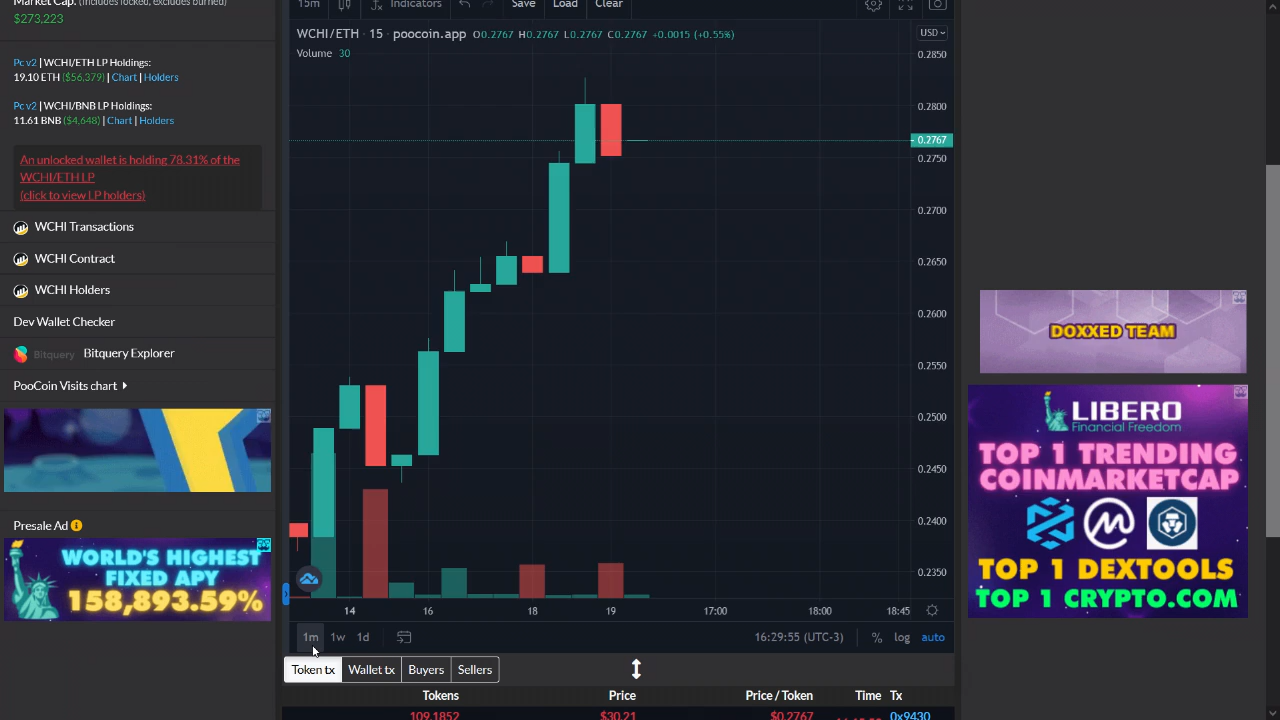 Market Cap: (Includes locked, excludes burned)
$273,223
Pc v2 | WCHI/ETH LP Holdings:
19.10 ETH ($56,379) | Chart | Holders
Pc v2 | WCHI/BNB LP Holdings:
11.61 BNB ($4,648) | Chart | Holders
An unlocked wallet is holding 78.31% of the
WCHI/ETH LP
(click to view LP holders)
WCHI Transactions
WCHI Contract
WCHI Holders
Dev Wallet Checker
Bitquery Bitquery Explorer
PooCoin Visits chart
Presale Ad
WORLD'S HIGHEST
FIXED APY
158,893.59%
15m Indicators Save Load Clear
WCHI/ETH · 15 · poocoin.app O0.2767 H0.2767 L0.2767 C0.2767 +0.0015 (+0.55%)
Volume 30
USD
0.2850
0.2800
0.2767
0.2750
0.2700
0.2650
0.2600
0.2550
0.2500
0.2450
0.2400
0.2350
14 16 18 19 17:00 18:00 18:45
1m 1w 1d 16:29:55 (UTC-3) % log auto
Token tx Wallet tx Buyers Sellers
Tokens Price Price / Token Time Tx
109.1852 $30.21 $0.2767 0x9430
DOXXED TEAM
LIBERO
Financial Freedom
TOP 1 TRENDING
COINMARKETCAP
TOP 1 DEXTOOLS
TOP 1 CRYPTO.COM